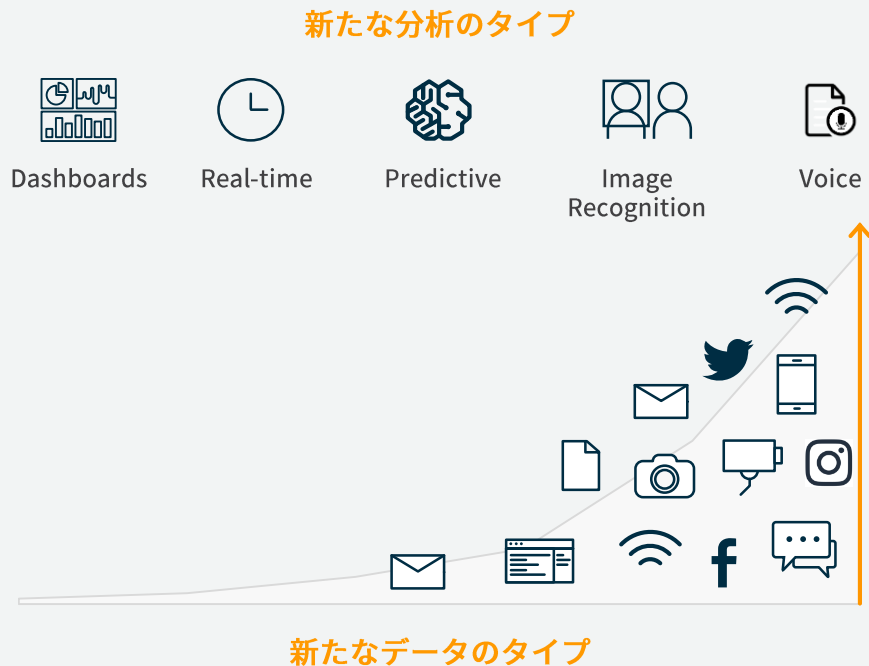 新たな分析のタイプ
Dashboards
Real-time
Predictive
Image
Recognition
Voice
新たなデータのタイプ